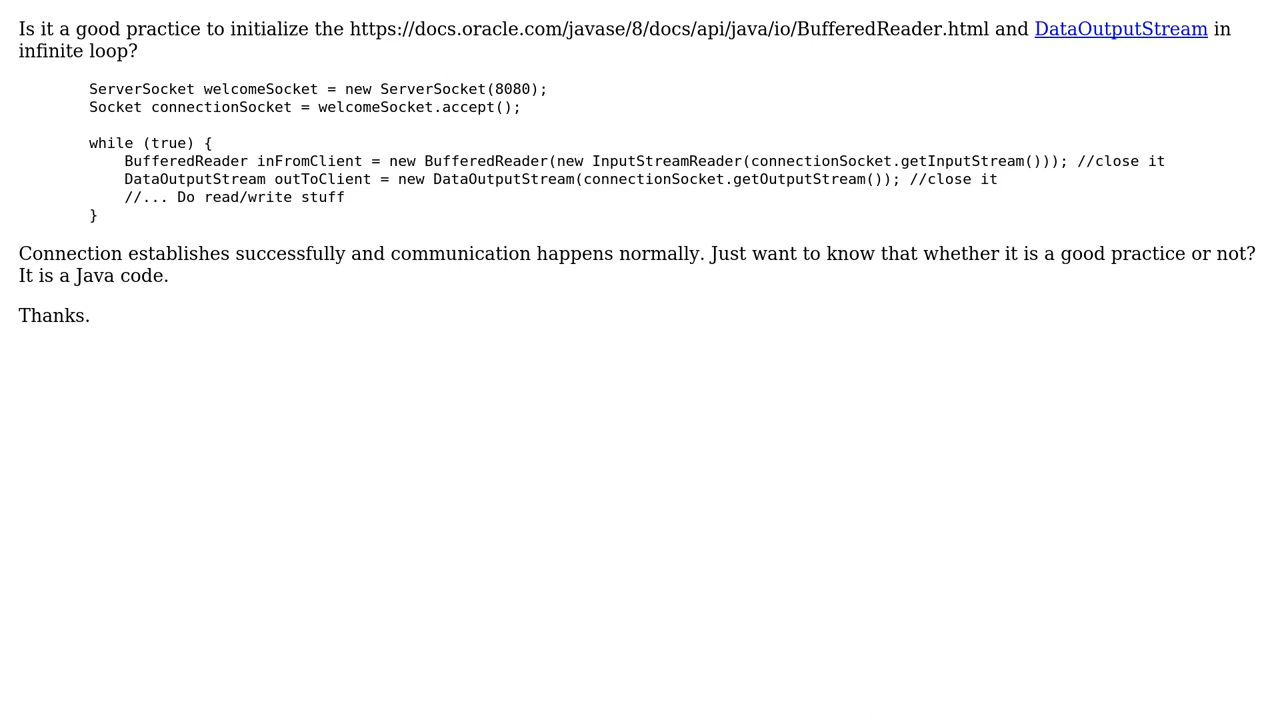 Is it a good practice to initialize the https://docs.oracle.com/javase/8/docs/api/java/io/BufferedReader.html and DataOutputStream in
infinite loop?
ServerSocket welcomeSocket = new ServerSocket(8080);
Socket connectionSocket = welcomeSocket.accept();
while (true) {
    BufferedReader inFromClient = new BufferedReader(new InputStreamReader(connectionSocket.getInputStream())); //close it
    DataOutputStream outToClient = new DataOutputStream(connectionSocket.getOutputStream()); //close it
    //... Do read/write stuff
}
Connection establishes successfully and communication happens normally. Just want to know that whether it is a good practice or not?
It is a Java code.
Thanks.